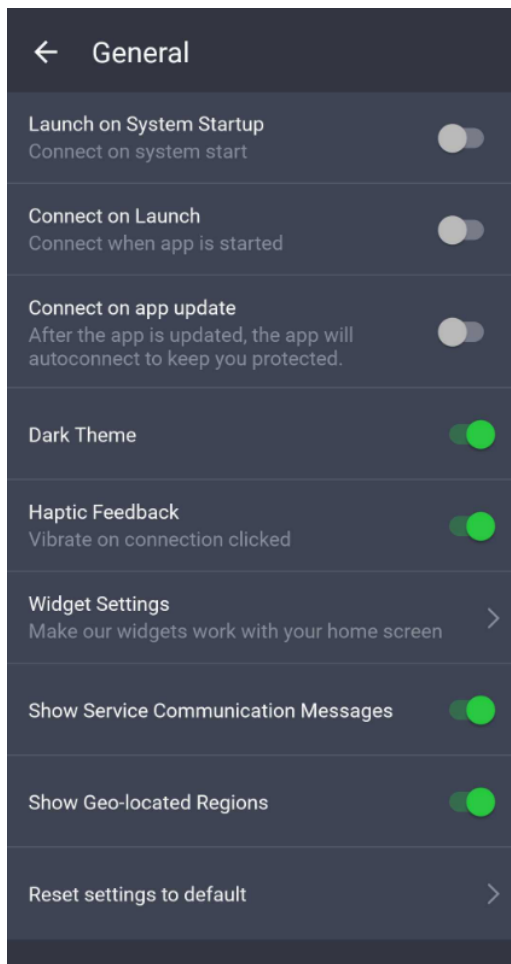 General
Launch on System Startup
Connect on system start
Connect on Launch
Connect when app is started
Connect on app update
After the app is updated, the app will
autoconnect to keep you protected.
Dark Theme
Haptic Feedback
Vibrate on connection clicked
Widget Settings
Make our widgets work with your home screen
Show Service Communication Messages
Show Geo-located Regions
Reset settings to default